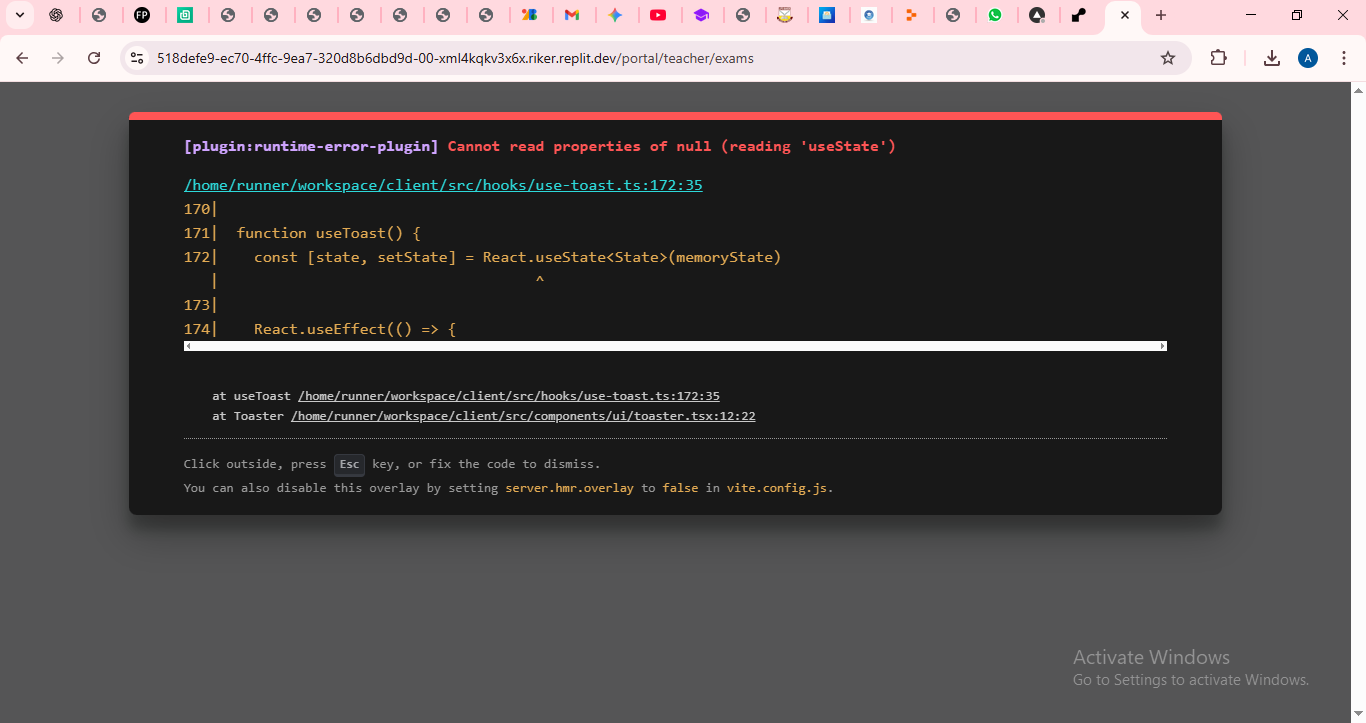 FP
518defe9-ec70-4ffc-9ea7-320d8b6dbd9d-00-xml4kqkv3x6x.riker.replit.dev/portal/teacher/exams
A
[plugin:runtime-error-plugin] Cannot read properties of null (reading 'useState')
/home/runner/workspace/client/src/hooks/use-toast.ts:172:35
170|
171|  function useToast() {
172|    const [state, setState] = React.useState<State>(memoryState)
   |                                    ^
173|
174|    React.useEffect(() => {
at useToast /home/runner/workspace/client/src/hooks/use-toast.ts:172:35
at Toaster /home/runner/workspace/client/src/components/ui/toaster.tsx:12:22
Click outside, press Esc key, or fix the code to dismiss.
You can also disable this overlay by setting server.hmr.overlay to false in vite.config.js.
Activate Windows
Go to Settings to activate Windows.